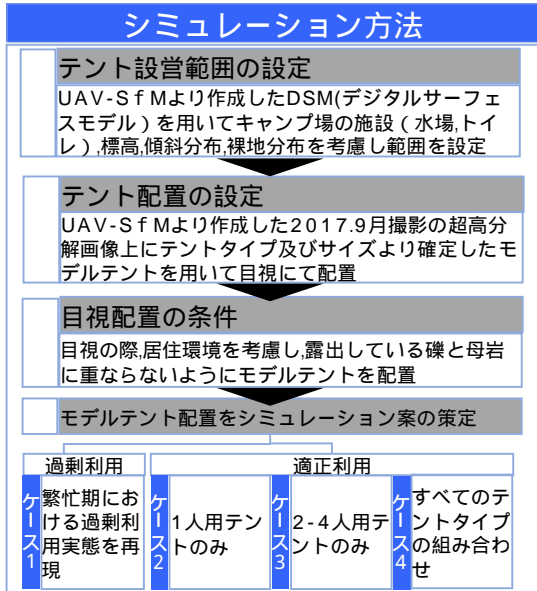 シミュレーション方法
テント設営範囲の設定
UAV-SｆＭより作成したDSM(デジタルサーフェ
スモデル）を用いてキャンプ場の施設（水場,トイ
レ）,標高,傾斜分布,裸地分布を考慮し範囲を設定
テント配置の設定
UAV-SｆＭより作成した２０１７.９月撮影の超高分
解画像上にテントタイプ及びサイズより確定したモ
デルテントを用いて目視にて配置
目視配置の条件
目視の際,居住環境を考慮し,露出している礫と母岩
に重ならないようにモデルテントを配置
モデルテント配置をシミュレーション案の策定
過剰利用
適正利用
ケース1
繁忙期にお
ける過剰利
用実態を再
現
ケース2
1人用テン
トのみ
ケース3
2-4人用テ
ントのみ
ケース4
すべてのテ
ントタイプ
の組み合わ
せ